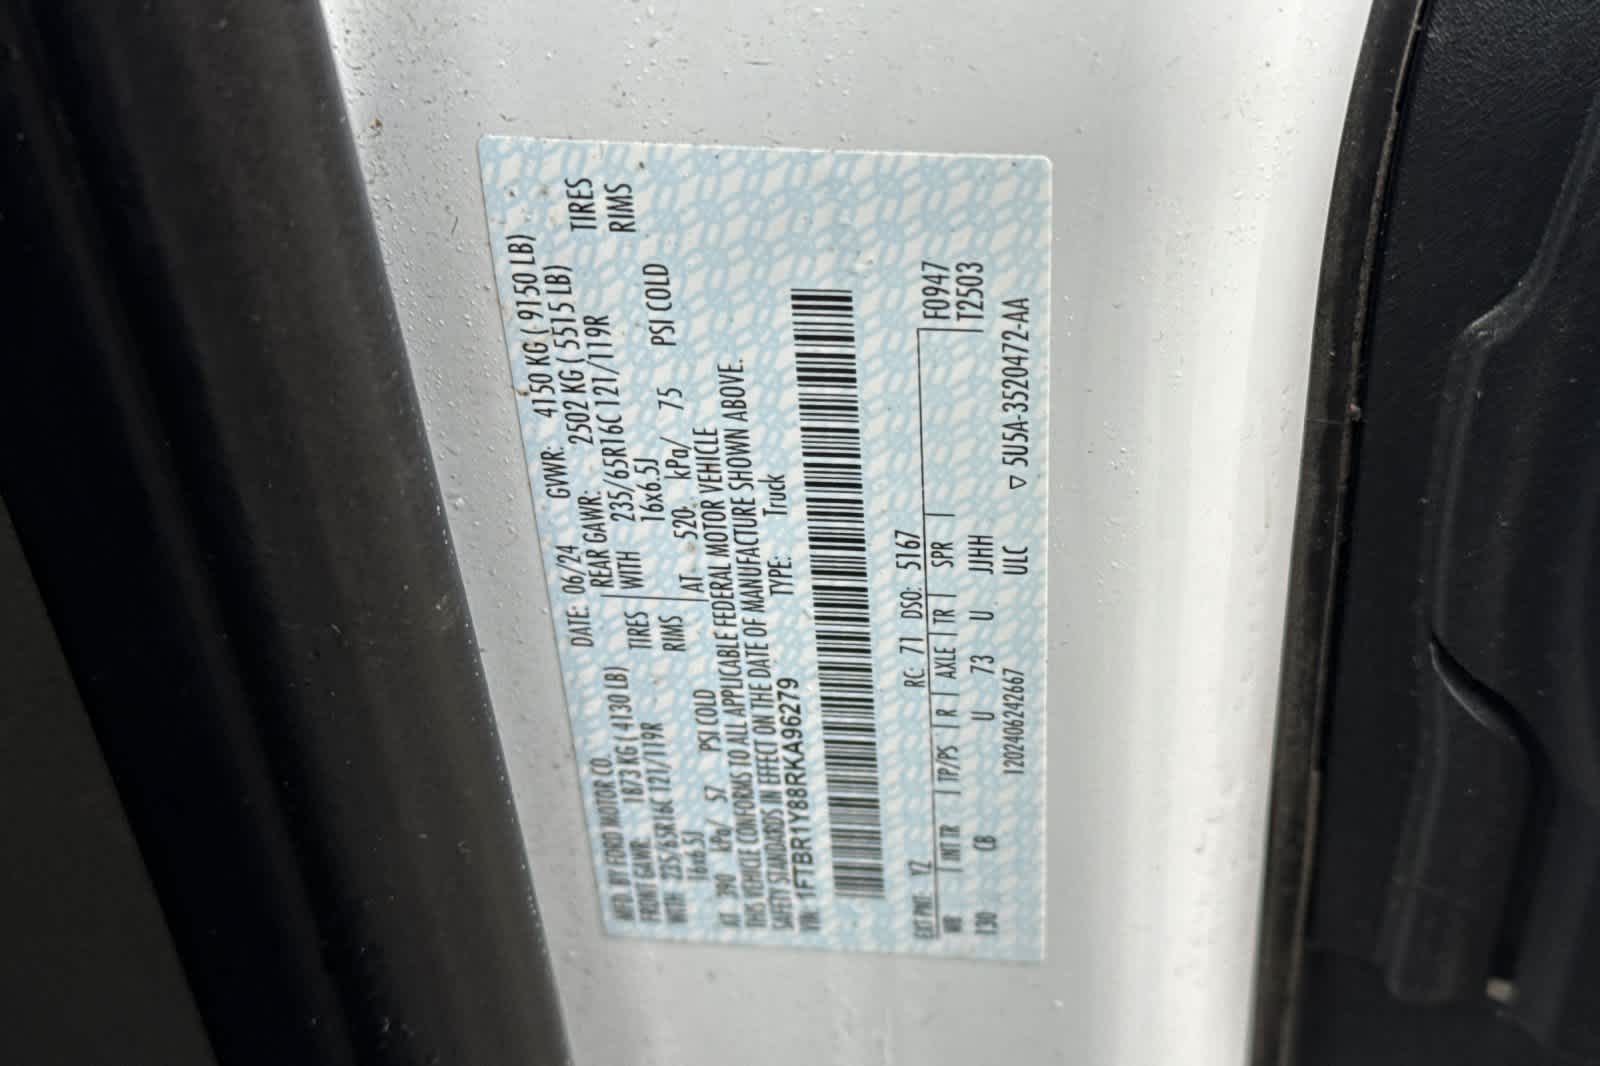 MFD. BY FORD MOTOR CO.
DATE: 06/24 GVWR: 4150 KG ( 9150 LB)
FRONT GAWR: 1873 KG ( 4130 LB) REAR GAWR: 2502 KG ( 5515 LB)
WITH 235/65R16C 121/119R TIRES WITH 235/65R16C 121/119R TIRES
16x6.5J RIMS 16x6.5J RIMS
AT 390 kPa/ 57 PSI COLD AT 520 kPa/ 75 PSI COLD
THIS VEHICLE CONFORMS TO ALL APPLICABLE FEDERAL MOTOR VEHICLE
SAFETY STANDARDS IN EFFECT ON THE DATE OF MANUFACTURE SHOWN ABOVE.
VIN: 1FTBR1Y88RKA96279 TYPE: Truck
EXT PNT: YZ RC: 71 DSO: 5167 F0947
WB INT TR TP/PS R AXLE TR SPR T2503
130 CB U 73 U JJHH
1202406242667 ULC ▽ 5U5A-3520472-AA